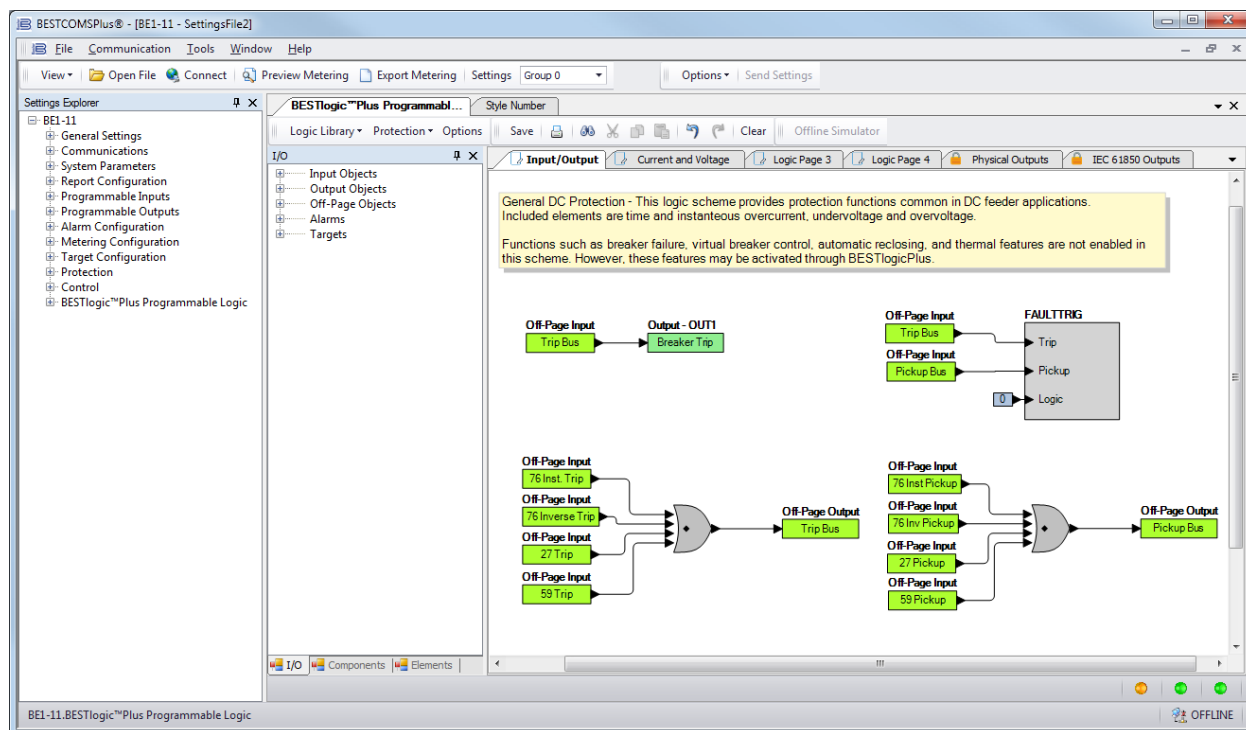 BESTCOMSPlus® - [BE1-11 - SettingsFile2]
File Communication Tools Window Help
View Open File Connect Preview Metering Export Metering Settings Group 0 Options Send Settings
Settings Explorer
BE1-11
General Settings
Communications
System Parameters
Report Configuration
Programmable Inputs
Programmable Outputs
Alarm Configuration
Metering Configuration
Target Configuration
Protection
Control
BESTlogic™Plus Programmable Logic
BESTlogic™Plus Programmabl... Style Number
Logic Library Protection Options Save Clear Offline Simulator
I/O
Input Objects
Output Objects
Off-Page Objects
Alarms
Targets
I/O Components Elements
Input/Output Current and Voltage Logic Page 3 Logic Page 4 Physical Outputs IEC 61850 Outputs
General DC Protection - This logic scheme provides protection functions common in DC feeder applications.
Included elements are time and instanteous overcurrent, undervoltage and overvoltage.
Functions such as breaker failure, virtual breaker control, automatic reclosing, and thermal features are not enabled in
this scheme. However, these features may be activated through BESTlogicPlus.
Off-Page Input
Trip Bus
Output - OUT1
Breaker Trip
Off-Page Input
Trip Bus
Off-Page Input
Pickup Bus
0
FAULTTRIG
Trip
Pickup
Logic
Off-Page Input
76 Inst. Trip
Off-Page Input
76 Inverse Trip
Off-Page Input
27 Trip
Off-Page Input
59 Trip
Off-Page Output
Trip Bus
Off-Page Input
76 Inst Pickup
Off-Page Input
76 Inv Pickup
Off-Page Input
27 Pickup
Off-Page Input
59 Pickup
Off-Page Output
Pickup Bus
BE1-11.BESTlogic™Plus Programmable Logic OFFLINE